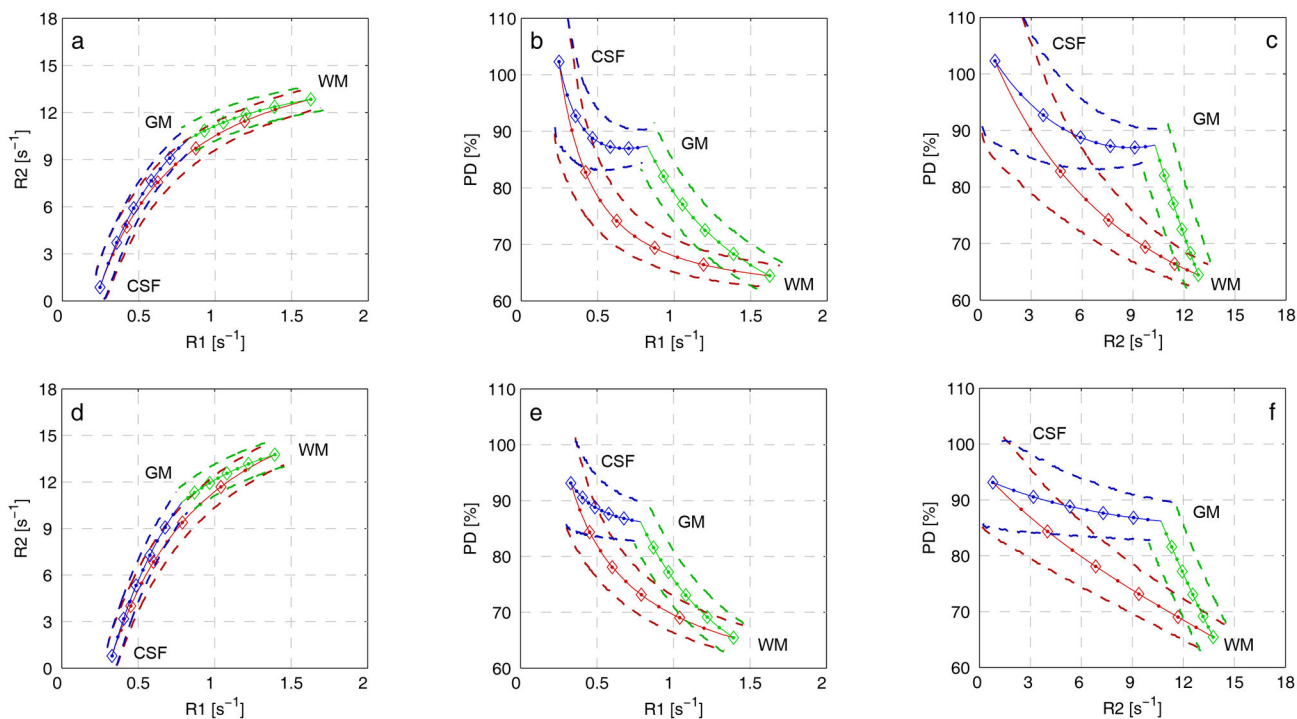 a
18
15
12
9
6
3
0
R2 [s⁻¹]
GM
WM
CSF
0 0.5 1 1.5 2
R1 [s⁻¹]
b
110
100
90
80
70
60
PD [%]
CSF
GM
WM
0 0.5 1 1.5 2
R1 [s⁻¹]
c
110
100
90
80
70
60
PD [%]
CSF
GM
WM
0 3 6 9 12 15 18
R2 [s⁻¹]
d
18
15
12
9
6
3
0
R2 [s⁻¹]
GM
WM
CSF
0 0.5 1 1.5 2
R1 [s⁻¹]
e
110
100
90
80
70
60
PD [%]
CSF
GM
WM
0 0.5 1 1.5 2
R1 [s⁻¹]
f
110
100
90
80
70
60
PD [%]
CSF
GM
WM
0 3 6 9 12 15 18
R2 [s⁻¹]